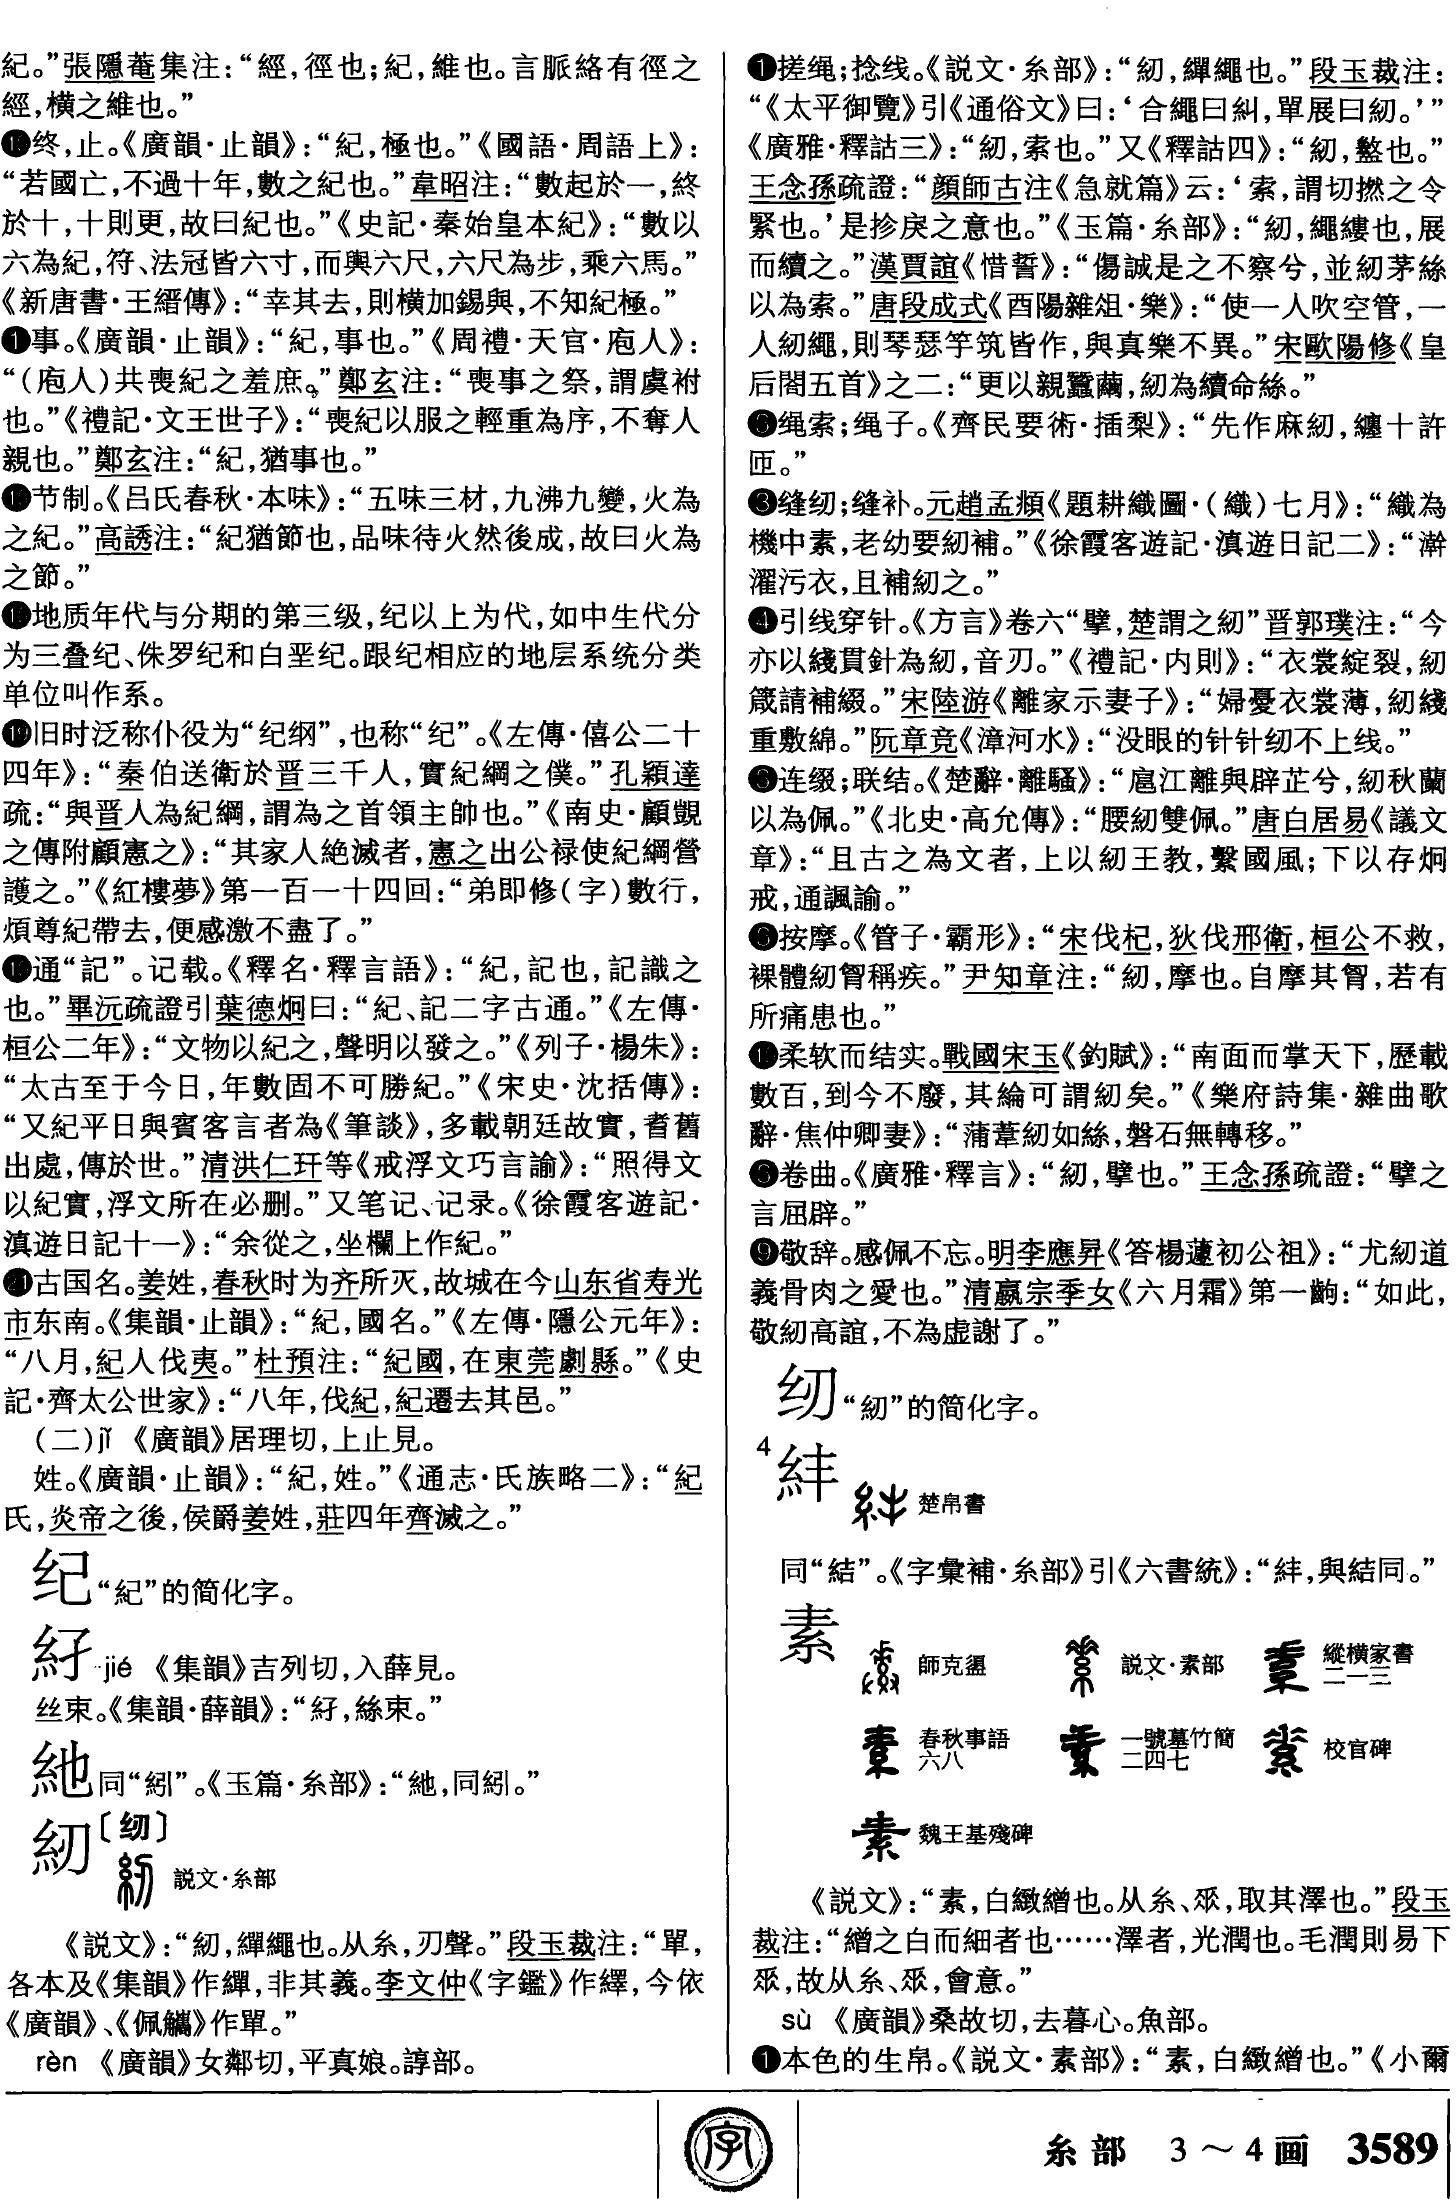 紀。”張隱菴集注：“經，徑也；紀，維也。言脈絡有徑之
經，横之維也。”
終，止。《廣韻·止韻》：“紀，極也。”《國語·周語上》：
“若國亡，不過十年，數之紀也。”韋昭注：“數起於一，終
於十，十則更，故曰紀也。”《史記·秦始皇本紀》：“數以
六為紀，符、法冠皆六寸，而輿六尺，六尺為步，乘六馬。”
《新唐書·王縉傳》：“幸其去，則横加錫與，不知紀極。”
事。《廣韻·止韻》：“紀，事也。”《周禮·天官·庖人》：
“（庖人）共喪紀之羞庶。”鄭玄注：“喪事之祭，謂虞祔
也。”《禮記·文王世子》：“喪紀以服之輕重為序，不奪人
親也。”鄭玄注：“紀，猶事也。”
节制。《吕氏春秋·本味》：“五味三材，九沸九變，火為
之紀。”高誘注：“紀猶節也，品味待火然後成，故曰火為
之節。”
地质年代与分期的第三级，纪以上为代，如中生代分
为三叠纪、侏罗纪和白垩纪。跟纪相应的地层系统分类
单位叫作系。
旧时泛称仆役为“纪纲”，也称“纪”。《左傳·僖公二十
四年》：“秦伯送衛於晋三千人，實紀綱之僕。”孔穎達
疏：“與晋人為紀綱，謂為之首領主帥也。”《南史·顧覬
之傳附顧憲之》：“其家人絶滅者，憲之出公禄使紀綱營
護之。”《紅樓夢》第一百一十四回：“弟即修（字）數行，
煩尊紀帶去，便感激不盡了。”
通“記”。记载。《釋名·釋言語》：“紀，記也，記識之
也。”畢沅疏證引葉德炯曰：“紀、記二字古通。”《左傳·
桓公二年》：“文物以紀之，聲明以發之。”《列子·楊朱》：
“太古至于今日，年數固不可勝紀。”《宋史·沈括傳》：
“又紀平日與賓客言者為《筆談》，多載朝廷故實，耆舊
出處，傳於世。”清洪仁玕等《戒浮文巧言諭》：“照得文
以紀實，浮文所在必删。”又笔记、记录。《徐霞客遊記·
滇遊日記十一》：“余從之，坐欄上作紀。”
古国名。姜姓，春秋时为齐所灭，故城在今山东省寿光
市东南。《集韻·止韻》：“紀，國名。”《左傳·隱公元年》：
“八月，紀人伐夷。”杜預注：“紀國，在東莞劇縣。”《史
記·齊太公世家》：“八年，伐紀，紀遷去其邑。”
（二）jǐ 《廣韻》居理切，上止見。
姓。《廣韻·止韻》：“紀，姓。”《通志·氏族略二》：“紀
氏，炎帝之後，侯爵姜姓，莊四年齊滅之。”
纪“紀”的简化字。
紆 jié 《集韻》吉列切，入薛見。
丝束。《集韻·薛韻》：“，絲束。”
䊶同“紖”。《玉篇·糸部》：“，同紖。”
紉〔纫〕
説文·糸部
《説文》：“紉，繟繩也。从糸，刃聲。”段玉裁注：“單，
各本及《集韻》作繟，非其義。李文仲《字鑑》作繹，今依
《廣韻》、《佩觿》作單。”
rèn 《廣韻》女鄰切，平真娘。諄部。
❶搓绳；捻线。《説文·糸部》：“紉，繟繩也。”段玉裁注：
“《太平御覽》引《通俗文》曰：‘合繩曰糾，單展曰紉。’”
《廣雅·釋詁三》：“紉，索也。”又《釋詁四》：“紉，盭也。”
王念孫疏證：“顔師古注《急就篇》云：‘索，謂切撚之令
緊也。’是抮戾之意也。”《玉篇·糸部》：“紉，繩縷也，展
而續之。”漢賈誼《惜誓》：“傷誠是之不察兮，並紉茅絲
以為索。”唐段成式《酉陽雜俎·樂》：“使一人吹空管，一
人紉繩，則琴瑟竽筑皆作，與真樂不異。”宋歐陽修《皇
后閤五首》之二：“更以親蠶繭，紉為續命絲。”
绳索；绳子。《齊民要術·插梨》：“先作麻紉，纏十許
匝。”
❸缝纫；缝补。元趙孟頫《題耕織圖·（織）七月》：“織為
機中素，老幼要紉補。”《徐霞客遊記·滇遊日記二》：“澣
濯污衣，且補紉之。”
❹引线穿针。《方言》卷六“擘，楚謂之紉”晋郭璞注：“今
亦以綫貫針為紉，音刃。”《禮記·内則》：“衣裳綻裂，紉
箴請補綴。”宋陸游《離家示妻子》：“婦憂衣裳薄，紉綫
重敷綿。”阮章竞《漳河水》：“没眼的针针纫不上线。”
连缀；联结。《楚辭·離騷》：“扈江離與辟芷兮，紉秋蘭
以為佩。”《北史·高允傳》：“腰紉雙佩。”唐白居易《議文
章》：“且古之為文者，上以紉王教，繫國風；下以存炯
戒，通諷諭。”
❻按摩。《管子·霸形》：“宋伐杞，狄伐邢衛，桓公不救，
裸體紉胷稱疾。”尹知章注：“紉，摩也。自摩其胷，若有
所痛患也。”
柔软而结实。戰國宋玉《釣賦》：“南面而掌天下，歷載
數百，到今不廢，其綸可謂紉矣。”《樂府詩集·雜曲歌
辭·焦仲卿妻》：“蒲葦紉如絲，磐石無轉移。”
卷曲。《廣雅·釋言》：“紉，擘也。”王念孫疏證：“擘之
言屈辟。”
❾敬辞。感佩不忘。明李應昇《答楊蘧初公祖》：“尤紉道
義骨肉之愛也。”清嬴宗季女《六月霜》第一齣：“如此，
敬紉高誼，不為虚謝了。”
纫“紉”的简化字。
4
絓 楚帛書
同“結”。《字彙補·糸部》引《六書統》：“，與結同。”
素 師克盨 説文·素部 縱横家書二一三
春秋事語六八 一號墓竹簡二四七 校官碑
魏王基殘碑
《説文》：“素，白緻繒也。从糸、𠂹，取其澤也。”段玉
裁注：“繒之白而細者也……澤者，光潤也。毛潤則易下
𠂹，故从糸、𠂹，會意。”
sù 《廣韻》桑故切，去暮心。魚部。
❶本色的生帛。《説文·素部》：“素，白緻繒也。”《小爾
字
糸部 3～4画 3589